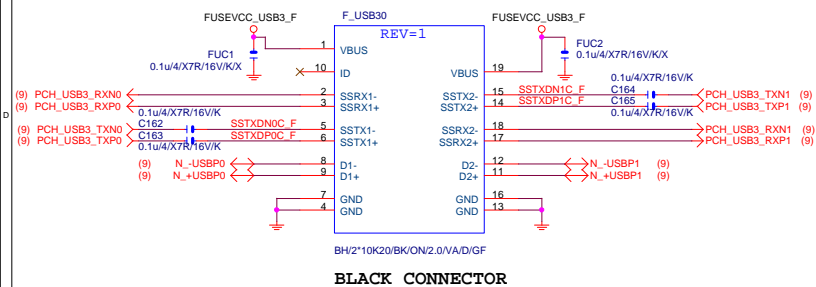 FUSEVCC_USB3_F F_USB30 FUSEVCC_USB3_F
REV=1
FUC1 0.1u/4/X7R/16V/K/X
FUC2 0.1u/4/X7R/16V/K/X
1 VBUS
10 ID
VBUS 19
(9) PCH_USB3_RXN0 2 SSRX1-
(9) PCH_USB3_RXP0 3 SSRX1+
0.1u/4/X7R/16V/K
(9) PCH_USB3_TXN0 C162 SSTXDN0C_F 5 SSTX1-
(9) PCH_USB3_TXP0 C163 SSTXDP0C_F 6 SSTX1+
0.1u/4/X7R/16V/K
(9) N_-USBP0 8 D1-
(9) N_+USBP0 9 D1+
7 GND
4 GND
0.1u/4/X7R/16V/K
SSTX2- 15 SSTXDN1C_F C164 PCH_USB3_TXN1 (9)
SSTX2+ 14 SSTXDP1C_F C165 PCH_USB3_TXP1 (9)
0.1u/4/X7R/16V/K
SSRX2- 18 PCH_USB3_RXN1 (9)
SSRX2+ 17 PCH_USB3_RXP1 (9)
D2- 12 N_-USBP1 (9)
D2+ 11 N_+USBP1 (9)
GND 16
GND 13
D
BH/2*10K20/BK/ON/2.0/VA/D/GF
BLACK CONNECTOR